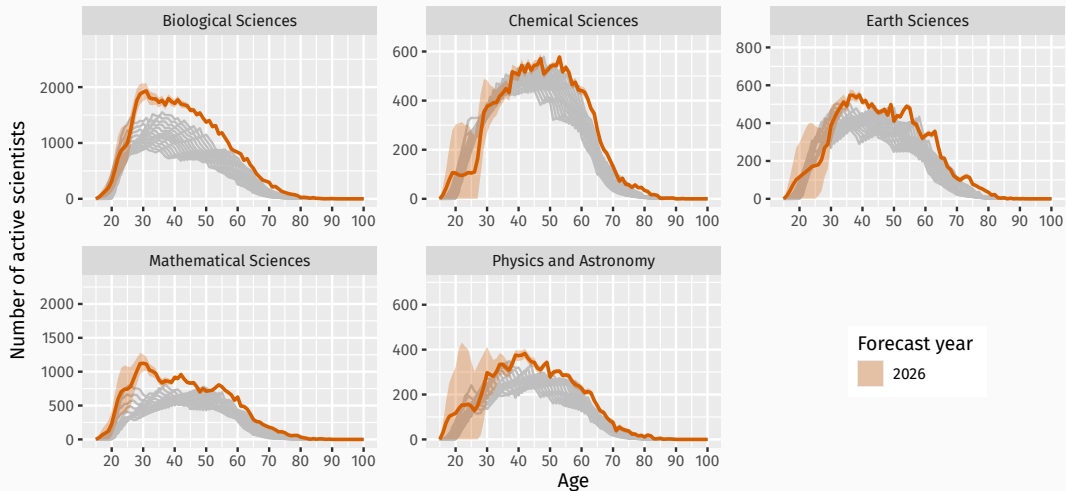 Biological Sciences
Chemical Sciences
Earth Sciences
2000
1000
0
600
400
200
0
800
600
400
200
0
20 30 40 50 60 70 80 90 100
20 30 40 50 60 70 80 90 100
20 30 40 50 60 70 80 90 100
Number of active scientists
Mathematical Sciences
Physics and Astronomy
2000
1500
1000
500
0
600
400
200
0
20 30 40 50 60 70 80 90 100
20 30 40 50 60 70 80 90 100
Age
Forecast year
2026